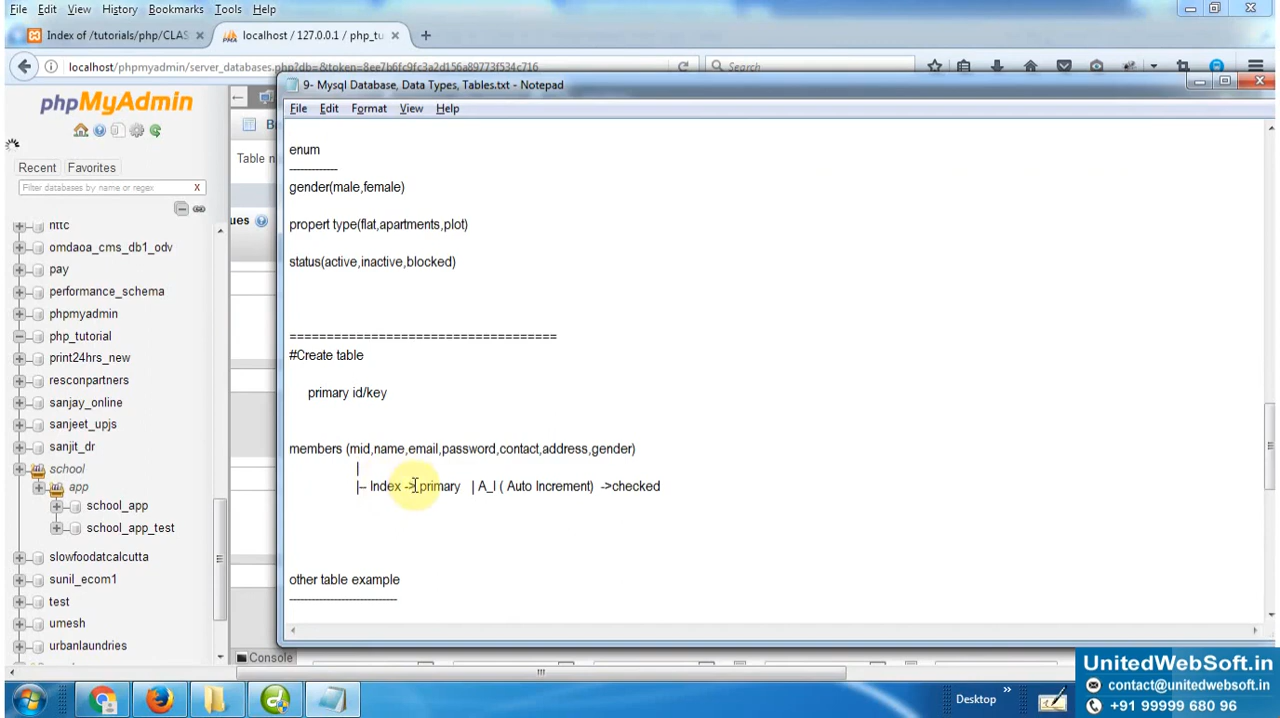 File Edit View History Bookmarks Tools Help
Index of /tutorials/php/CLAS
localhost / 127.0.0.1 / php_tu
localhost/phpmyadmin/server_databases.php?db=&token=8ee7b6fc9fc3a2d156a89773f534c716
Search
phpMyAdmin
Recent Favorites
Filter databases by name or regex X
nttc
omdaoa_cms_db1_odv
pay
performance_schema
phpmyadmin
php_tutorial
print24hrs_new
resconpartners
sanjay_online
sanjeet_upjs
sanjit_dr
school
app
school_app
school_app_test
slowfoodatcalcutta
sunil_ecom1
test
umesh
urbanlaundries
Table n
ues
Console
9- Mysql Database, Data Types, Tables.txt - Notepad
File Edit Format View Help
enum
-------------
gender(male,female)
propert type(flat,apartments,plot)
status(active,inactive,blocked)
====================================
#Create table
primary id/key
members (mid,name,email,password,contact,address,gender)
|
|-- Index -> primary | A_I ( Auto Increment) ->checked
other table example
-----------------------------
Desktop »
UnitedWebSoft.in
contact@unitedwebsoft.in
+91 99999 680 96